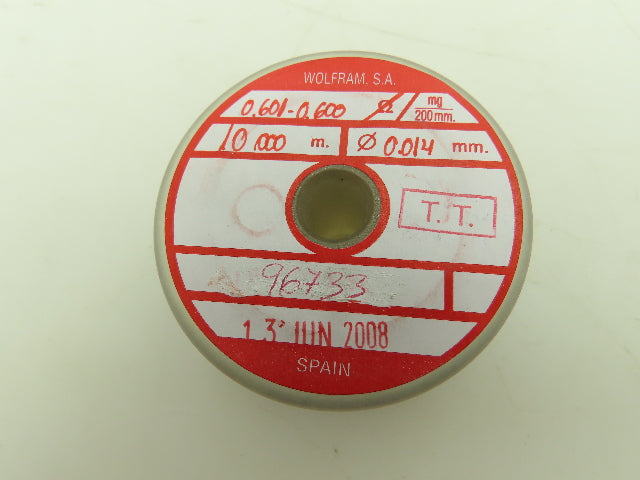 WOLFRAM. S.A.
0.601-0.600 mg/200mm.
10.000 m. Ø 0.014 mm.
T. T.
96733
13 JUN 2008
SPAIN